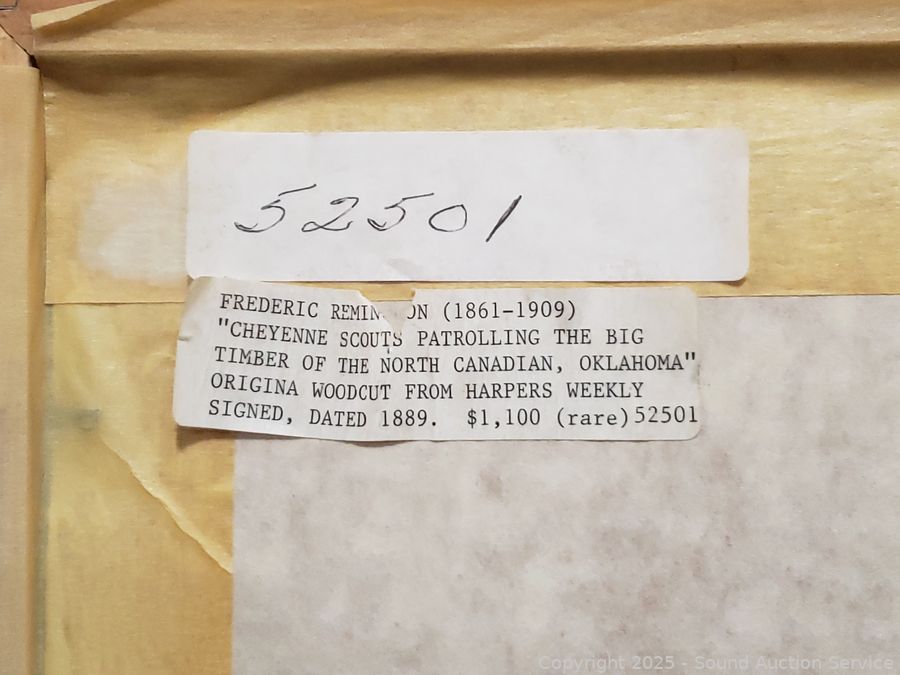 52501
FREDERIC REMIN ON (1861-1909)
"CHEYENNE SCOUTS PATROLLING THE BIG
TIMBER OF THE NORTH CANADIAN, OKLAHOMA"
ORIGINA WOODCUT FROM HARPERS WEEKLY
SIGNED, DATED 1889. $1,100 (rare) 52501
Copyright 2025 - Sound Auction Service